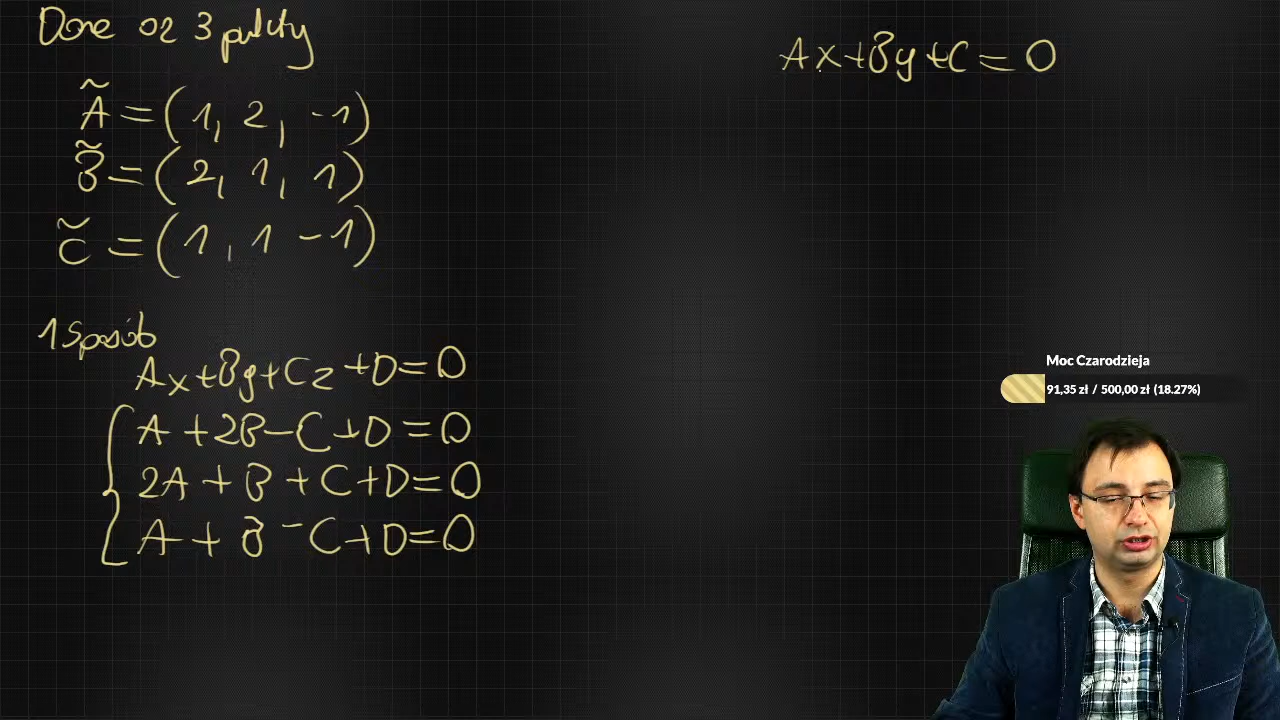 Dane są 3 punkty
Ã = (1, 2, -1)
B̃ = (2, 1, 1)
C̃ = (1, 1 -1)
1 sposób
Ax+By+Cz+D=0
A+2B-C+D=0
2A+B+C+D=0
A+B-C+D=0
Ax+By+C=0
Moc Czarodzieja
91,35 zł / 500,00 zł (18.27%)